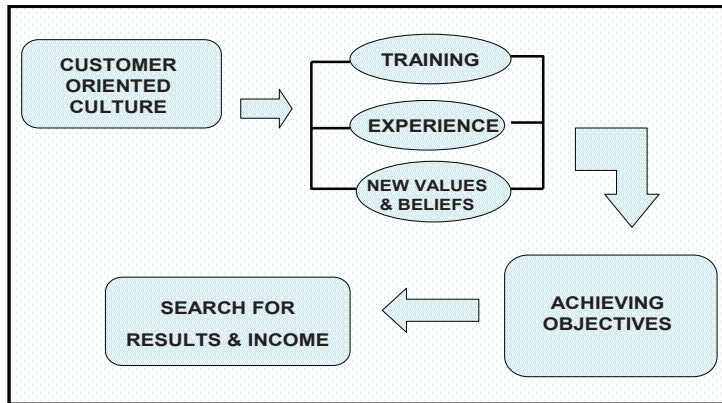 CUSTOMER
ORIENTED
CULTURE
TRAINING
EXPERIENCE
NEW VALUES
& BELIEFS
ACHIEVING
OBJECTIVES
SEARCH FOR
RESULTS & INCOME